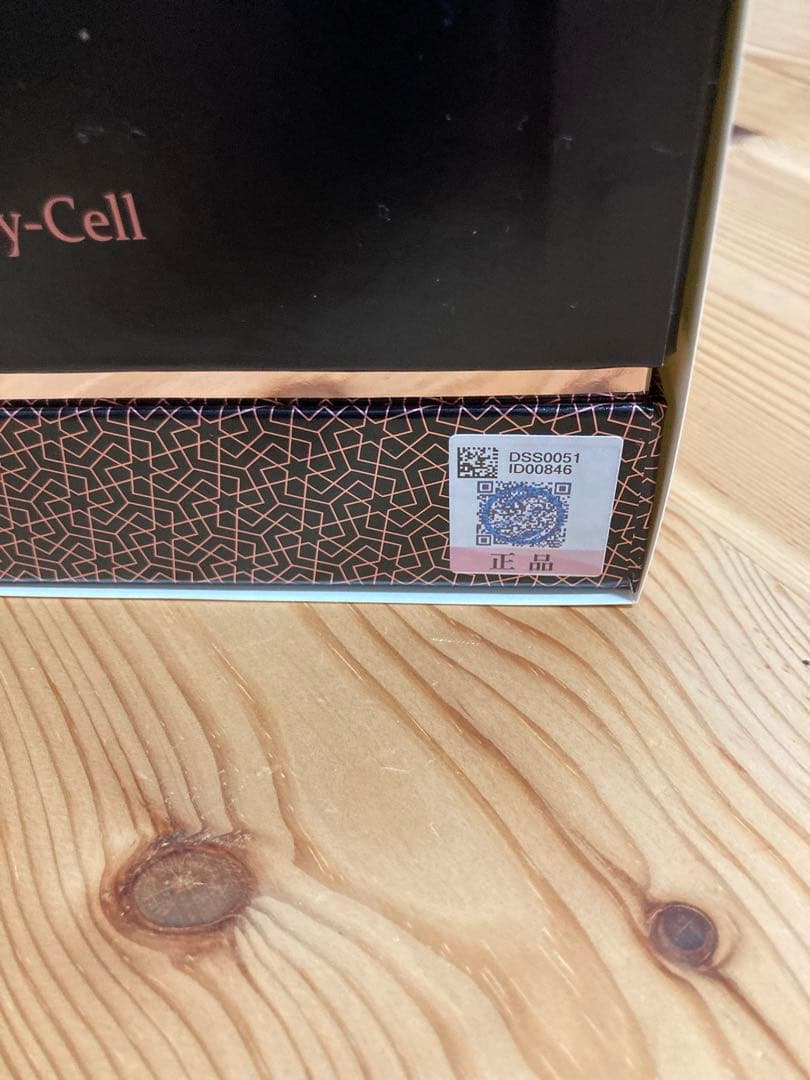 y-Cell
DSS0051
ID00846
正品